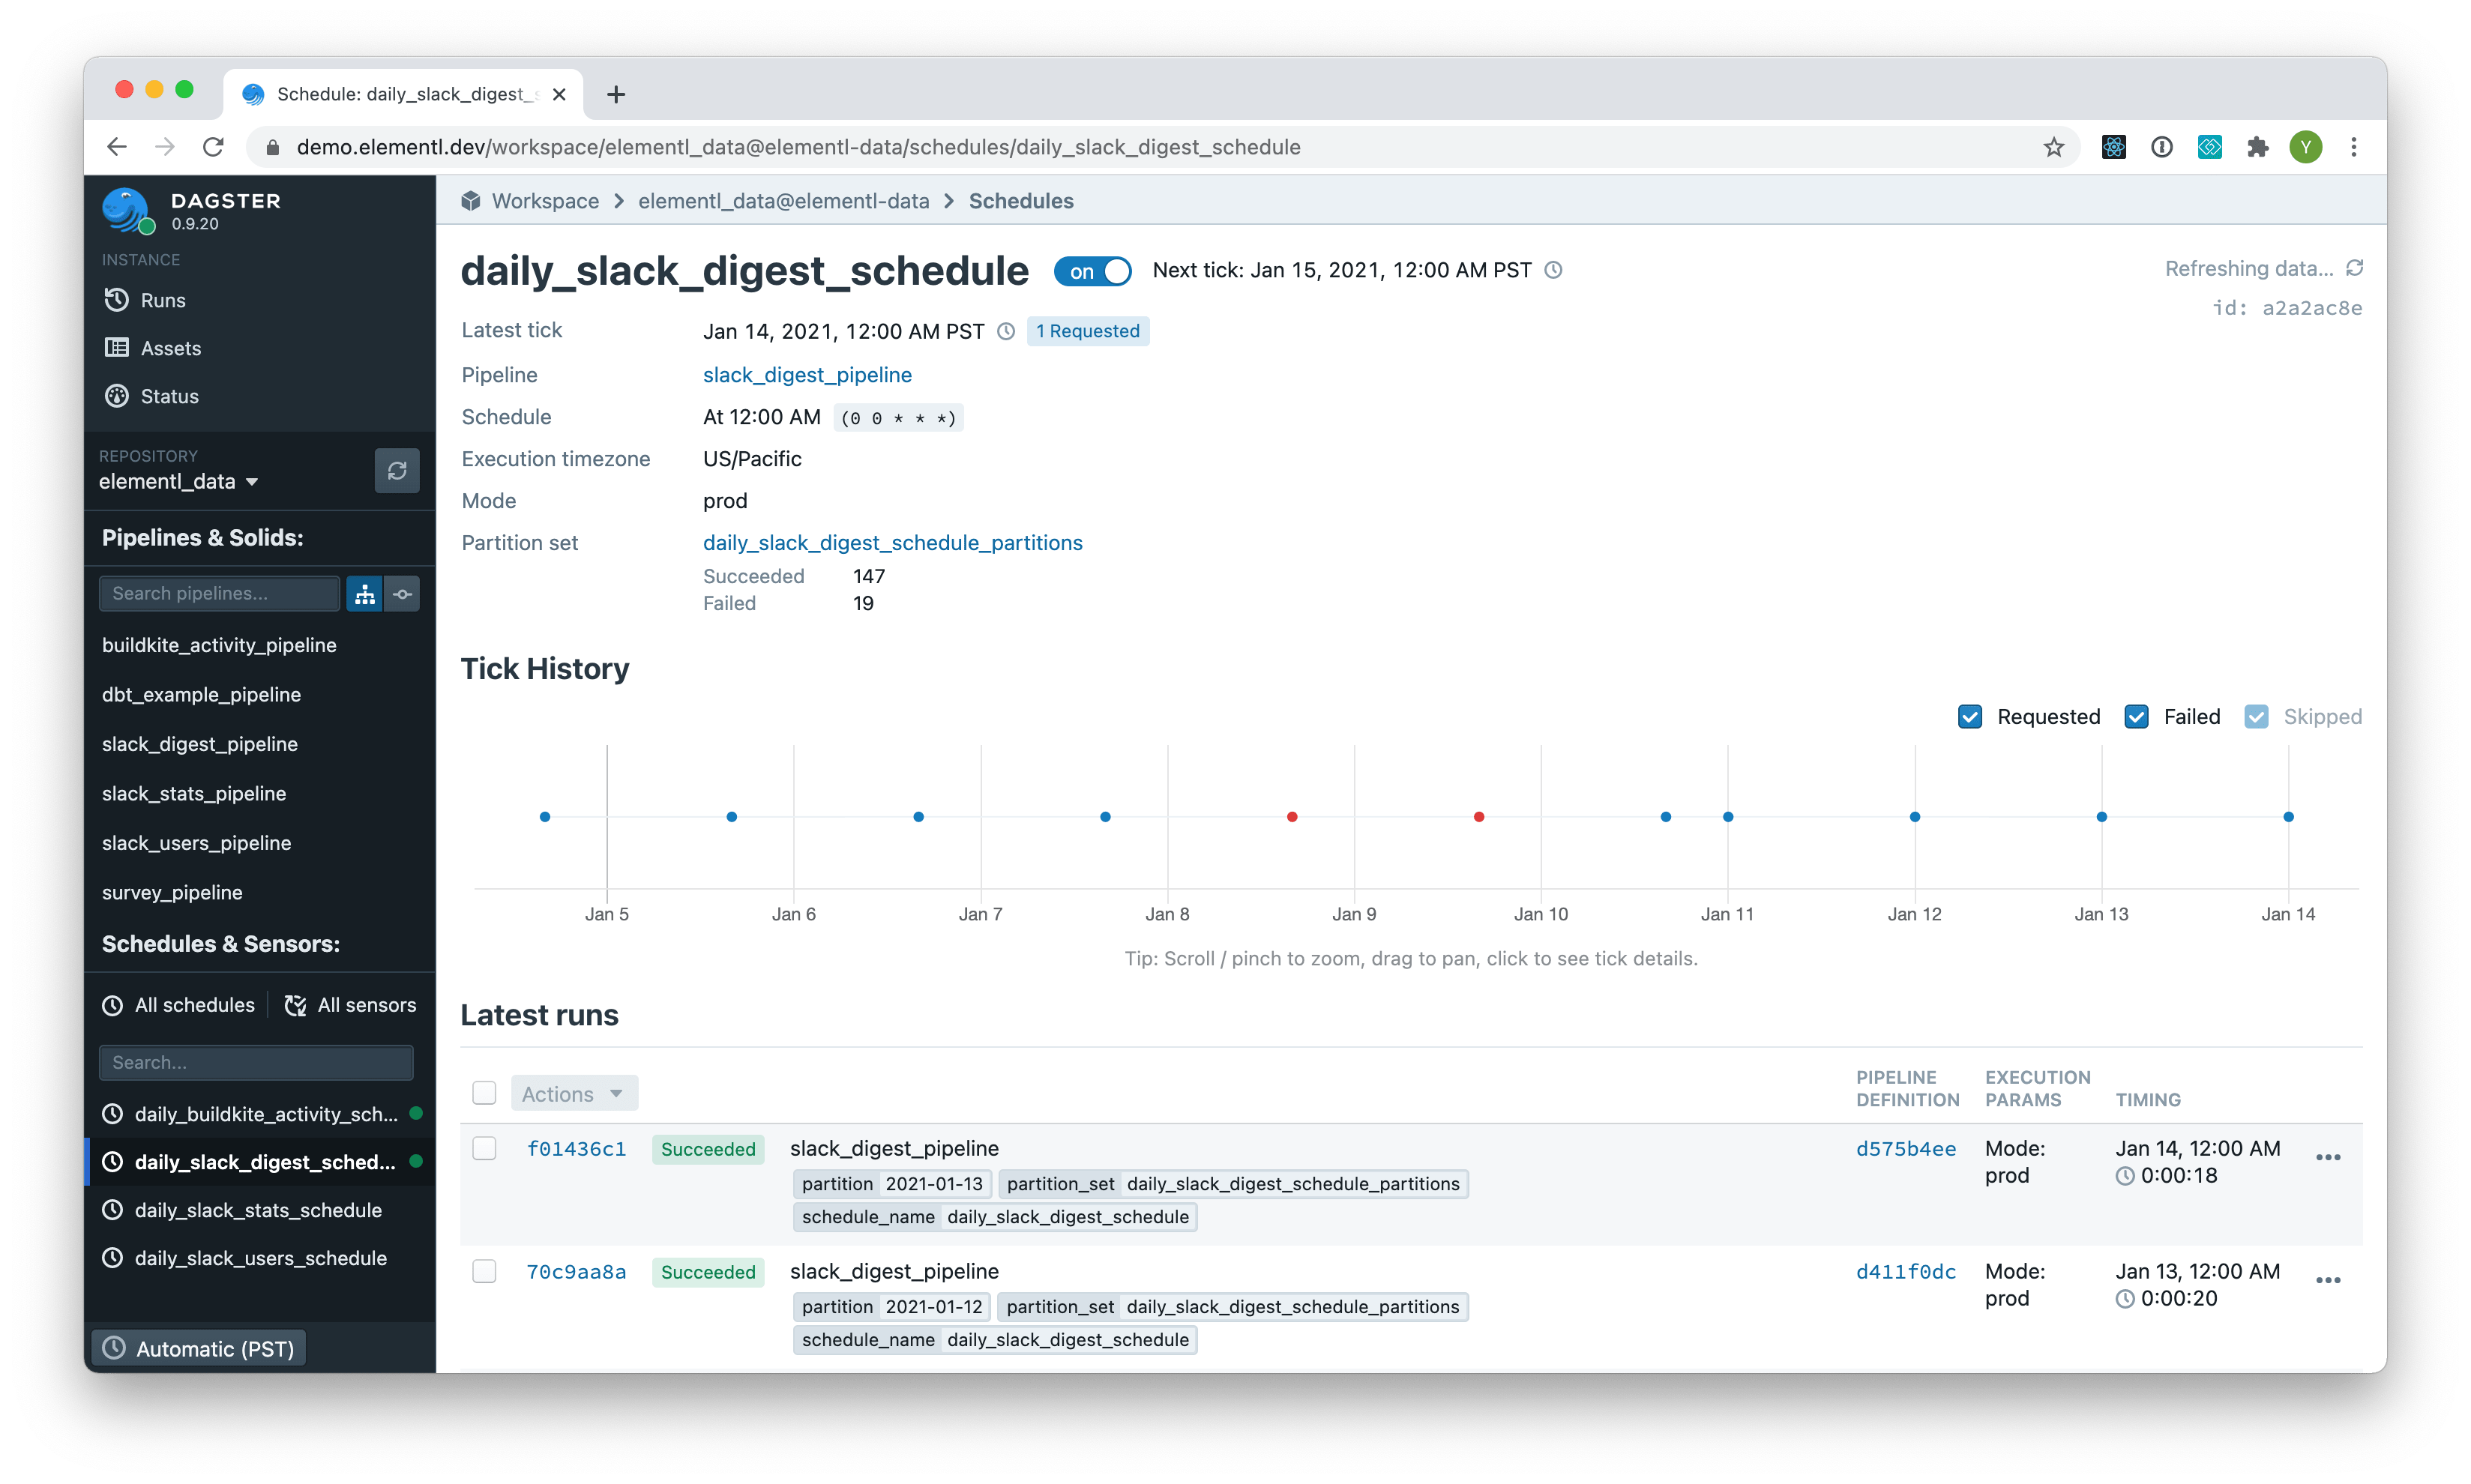 Schedule: daily_slack_digest_s
demo.elementl.dev/workspace/elementl_data@elementl-data/schedules/daily_slack_digest_schedule
Y
DAGSTER
0.9.20
INSTANCE
Runs
Assets
Status
REPOSITORY
elementl_data
Pipelines & Solids:
Search pipelines...
buildkite_activity_pipeline
dbt_example_pipeline
slack_digest_pipeline
slack_stats_pipeline
slack_users_pipeline
survey_pipeline
Schedules & Sensors:
All schedules All sensors
Search...
daily_buildkite_activity_sch...
daily_slack_digest_sched...
daily_slack_stats_schedule
daily_slack_users_schedule
Automatic (PST)
Workspace > elementl_data@elementl-data > Schedules
daily_slack_digest_schedule on Next tick: Jan 15, 2021, 12:00 AM PST
Refreshing data...
id: a2a2ac8e
Latest tick Jan 14, 2021, 12:00 AM PST 1 Requested
Pipeline slack_digest_pipeline
Schedule At 12:00 AM (0 0 * * *)
Execution timezone US/Pacific
Mode prod
Partition set daily_slack_digest_schedule_partitions
Succeeded 147
Failed 19
Tick History
Requested Failed Skipped
Jan 5 Jan 6 Jan 7 Jan 8 Jan 9 Jan 10 Jan 11 Jan 12 Jan 13 Jan 14
Tip: Scroll / pinch to zoom, drag to pan, click to see tick details.
Latest runs
Actions PIPELINE DEFINITION EXECUTION PARAMS TIMING
f01436c1 Succeeded slack_digest_pipeline d575b4ee Mode: Jan 14, 12:00 AM
partition 2021-01-13 partition_set daily_slack_digest_schedule_partitions prod 0:00:18
schedule_name daily_slack_digest_schedule
70c9aa8a Succeeded slack_digest_pipeline d411f0dc Mode: Jan 13, 12:00 AM
partition 2021-01-12 partition_set daily_slack_digest_schedule_partitions prod 0:00:20
schedule_name daily_slack_digest_schedule